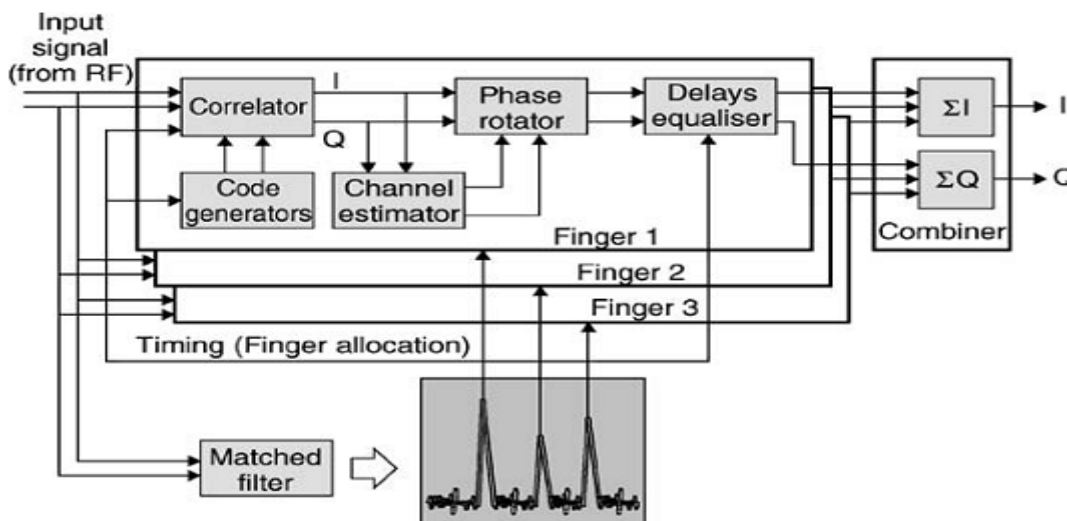 Input
signal
(from RF)
I
Q
Correlator
Code
generators
Channel
estimator
Phase
rotator
Delays
equaliser
Finger 1
Finger 2
Finger 3
ΣI
ΣQ
Combiner
I
Q
Timing (Finger allocation)
Matched
filter